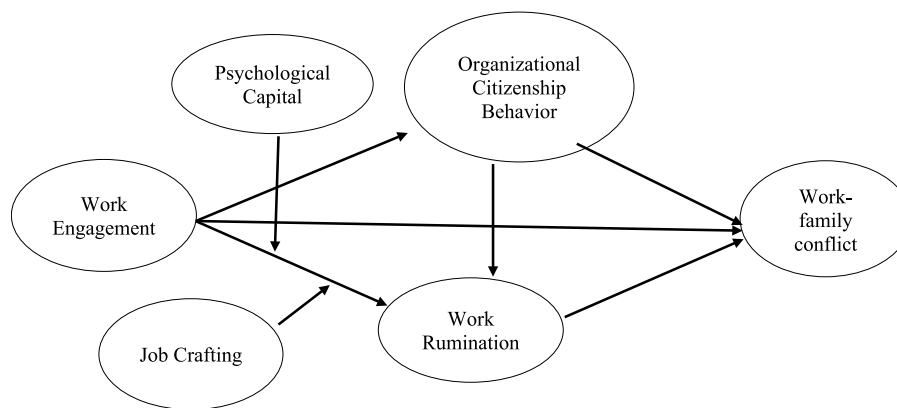 Psychological
Capital
Organizational
Citizenship
Behavior
Work
Engagement
Work-
family
conflict
Job Crafting
Work
Rumination